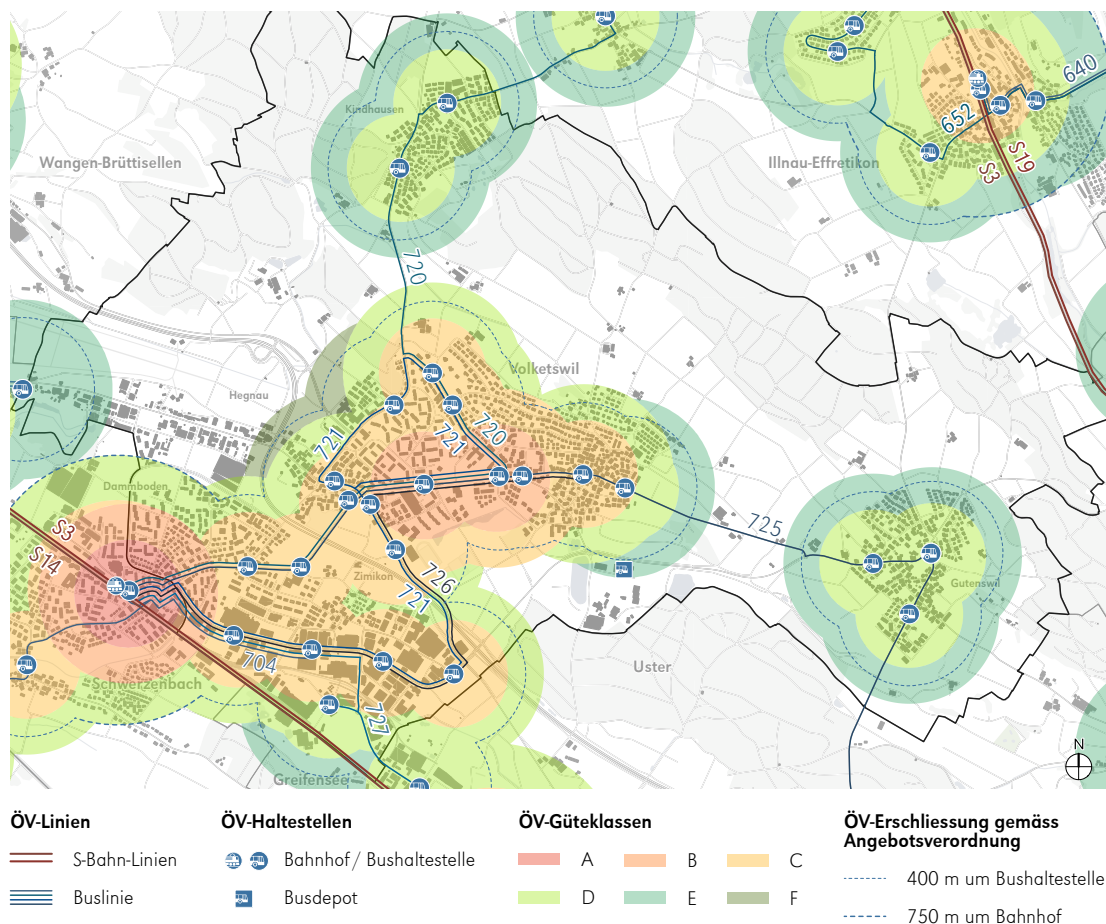 Kindhausen
Wangen-Brüttisellen
Illnau-Effretikon
640
652
S19
S3
720
Volketswil
Hegnau
721
720
721
Dammboden
S3
S14
725
Zimikon
726
721
Gutenswil
704
Uster
Schwerzenbach
727
Greifensee
N
ÖV-Linien
S-Bahn-Linien
Buslinie
ÖV-Haltestellen
Bahnhof / Bushaltestelle
Busdepot
ÖV-Güteklassen
A B C
D E F
ÖV-Erschliessung gemäss
Angebotsverordnung
400 m um Bushaltestelle
750 m um Bahnhof